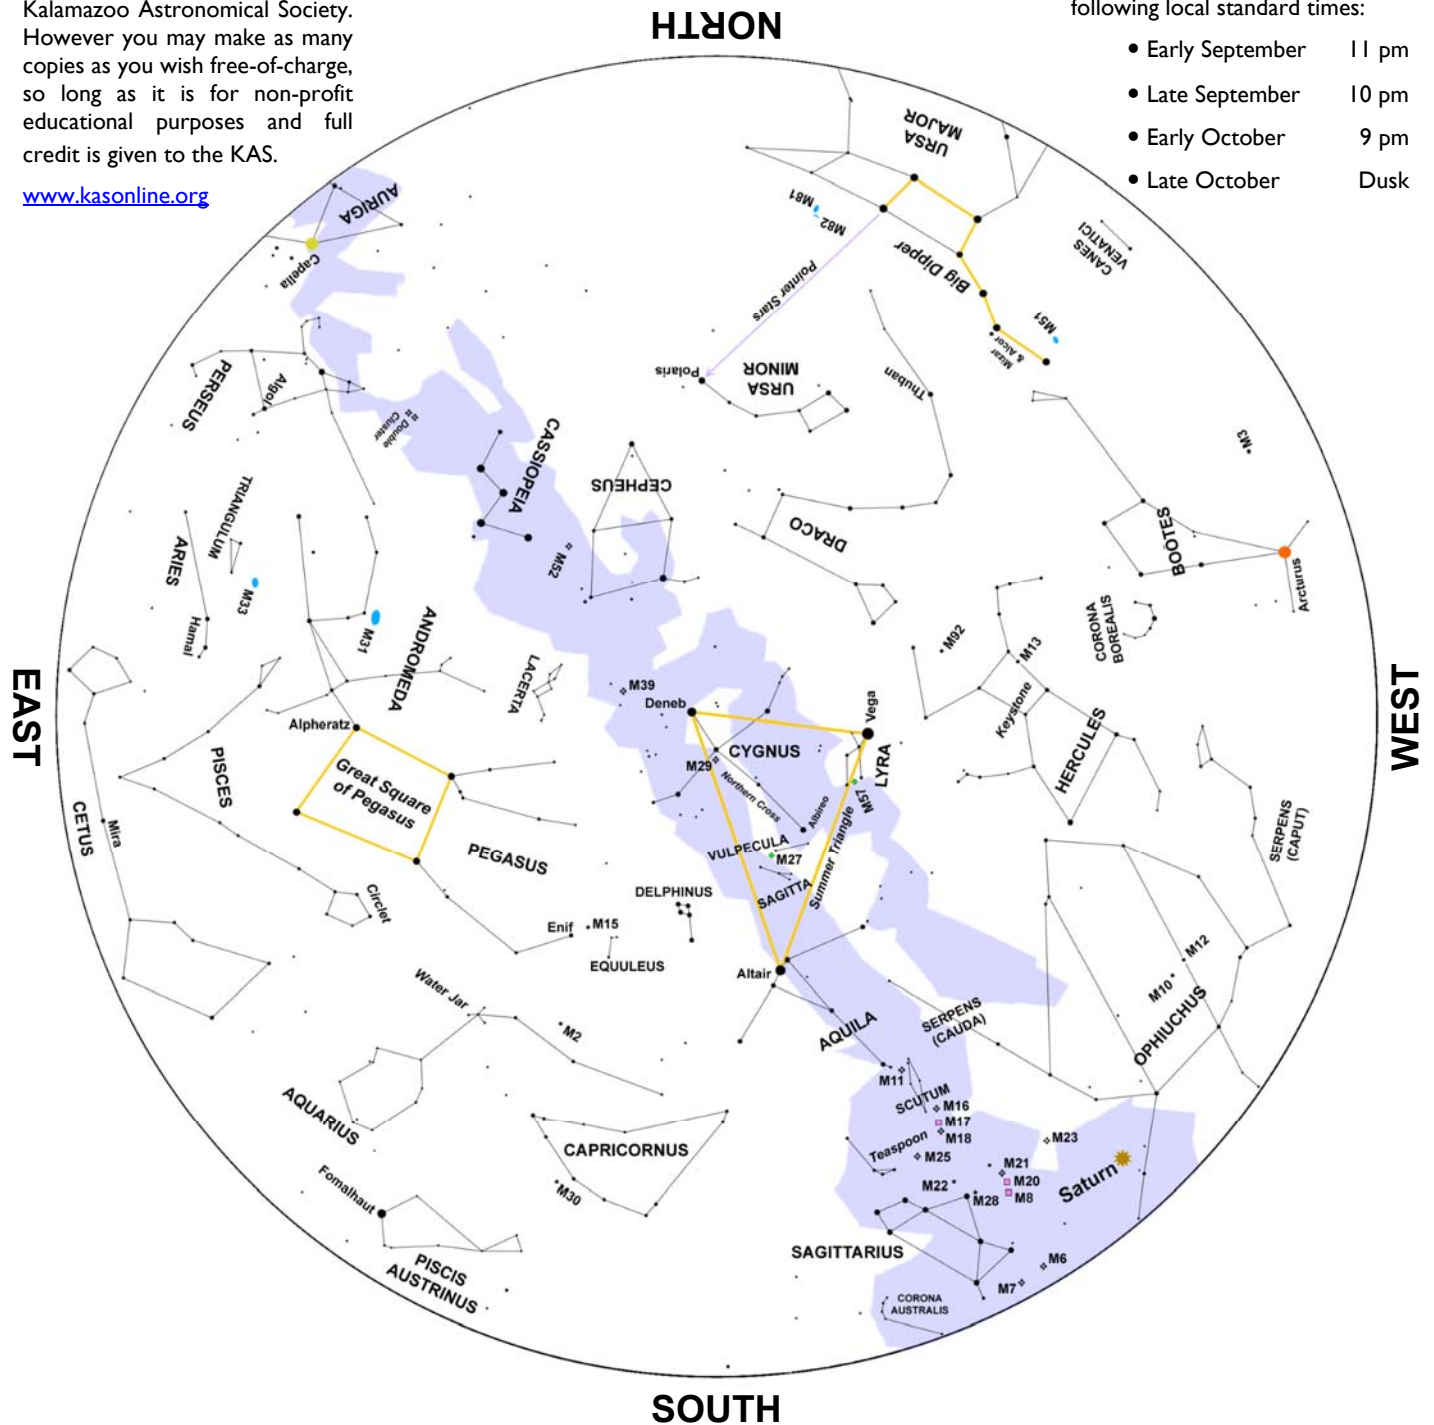 Kalamazoo Astronomical Society.
However you may make as many
copies as you wish free-of-charge,
so long as it is for non-profit
educational purposes and full
credit is given to the KAS.
www.kasonline.org
following local standard times:
• Early September 11 pm
• Late September 10 pm
• Early October 9 pm
• Late October Dusk
NORTH
URSA
MAJOR
AURIGA
Capella
M81
M82
Big Dipper
CANES
VENATICI
Pointer Stars
M51
Mizar
& Alcor
Polaris
URSA
MINOR
Thuban
PERSEUS
Algol
Double
Cluster
CASSIOPEIA
CEPHEUS
M3
TRIANGULUM
ARIES
M52
DRACO
BOOTES
Arcturus
M33
Hamal
M31
ANDROMEDA
LACERTA
M92
M13
CORONA
BOREALIS
EAST
WEST
M39
Deneb
Vega
Keystone
HERCULES
Alpheratz
CYGNUS
LYRA
M29
Northern Cross
M57
Albireo
PISCES
Great Square
of Pegasus
CETUS
Mira
SERPENS
(CAPUT)
PEGASUS
VULPECULA
M27
Summer Triangle
SAGITTA
DELPHINUS
Circlet
Enif
M15
EQUULEUS
M12
Altair
M10
Water Jar
OPHIUCHUS
M2
AQUILA
SERPENS
(CAUDA)
M11
SCUTUM
AQUARIUS
M16
M17
M18
Teaspoon
M23
CAPRICORNUS
M25
M21
M20
M8
Saturn
M22
M28
Fomalhaut
M30
SAGITTARIUS
M6
M7
PISCIS
AUSTRINUS
CORONA
AUSTRALIS
SOUTH